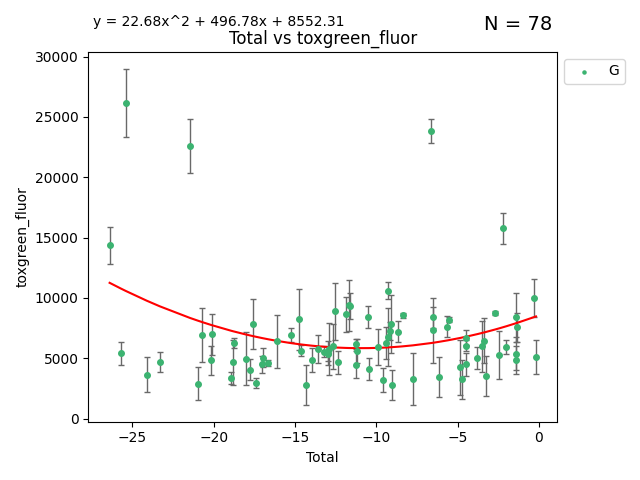 y = 22.68x^2 + 496.78x + 8552.31
N = 78
Total vs toxgreen_fluor
G
toxgreen_fluor
30000
25000
20000
15000
10000
5000
0
−25
−20
−15
−10
−5
0
Total